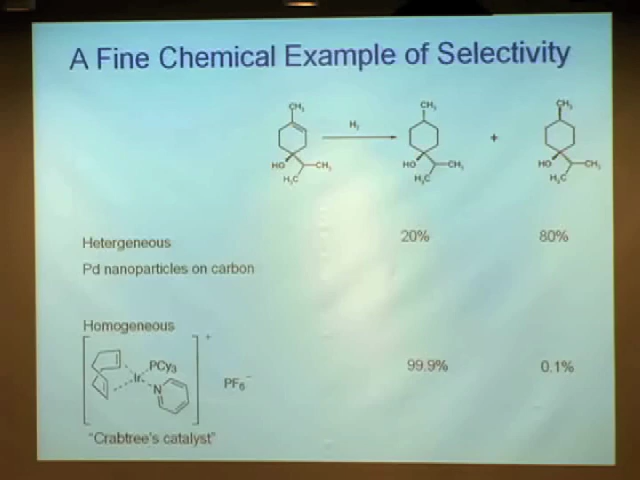 A Fine Chemical Example of Selectivity
CH₃
CH₃
CH₃
H₂
+
HO
CH₃
H₃C
HO
CH₃
H₃C
HO
CH₃
H₃C
Hetergeneous
20%
80%
Pd nanoparticles on carbon
Homogeneous
+
PCy₃
Ir
N
PF₆⁻
99.9%
0.1%
"Crabtree's catalyst"